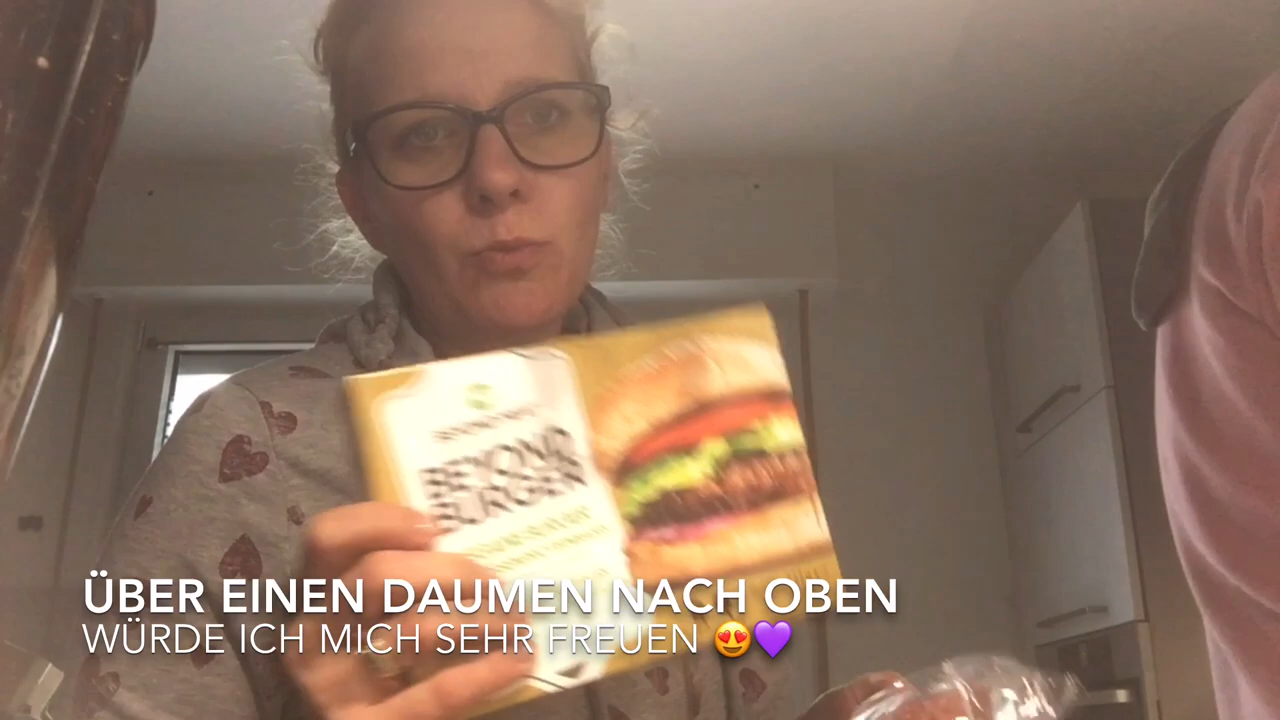 BEYOND
BURGER
ÜBER EINEN DAUMEN NACH OBEN
WÜRDE ICH MICH SEHR FREUEN 😍💜